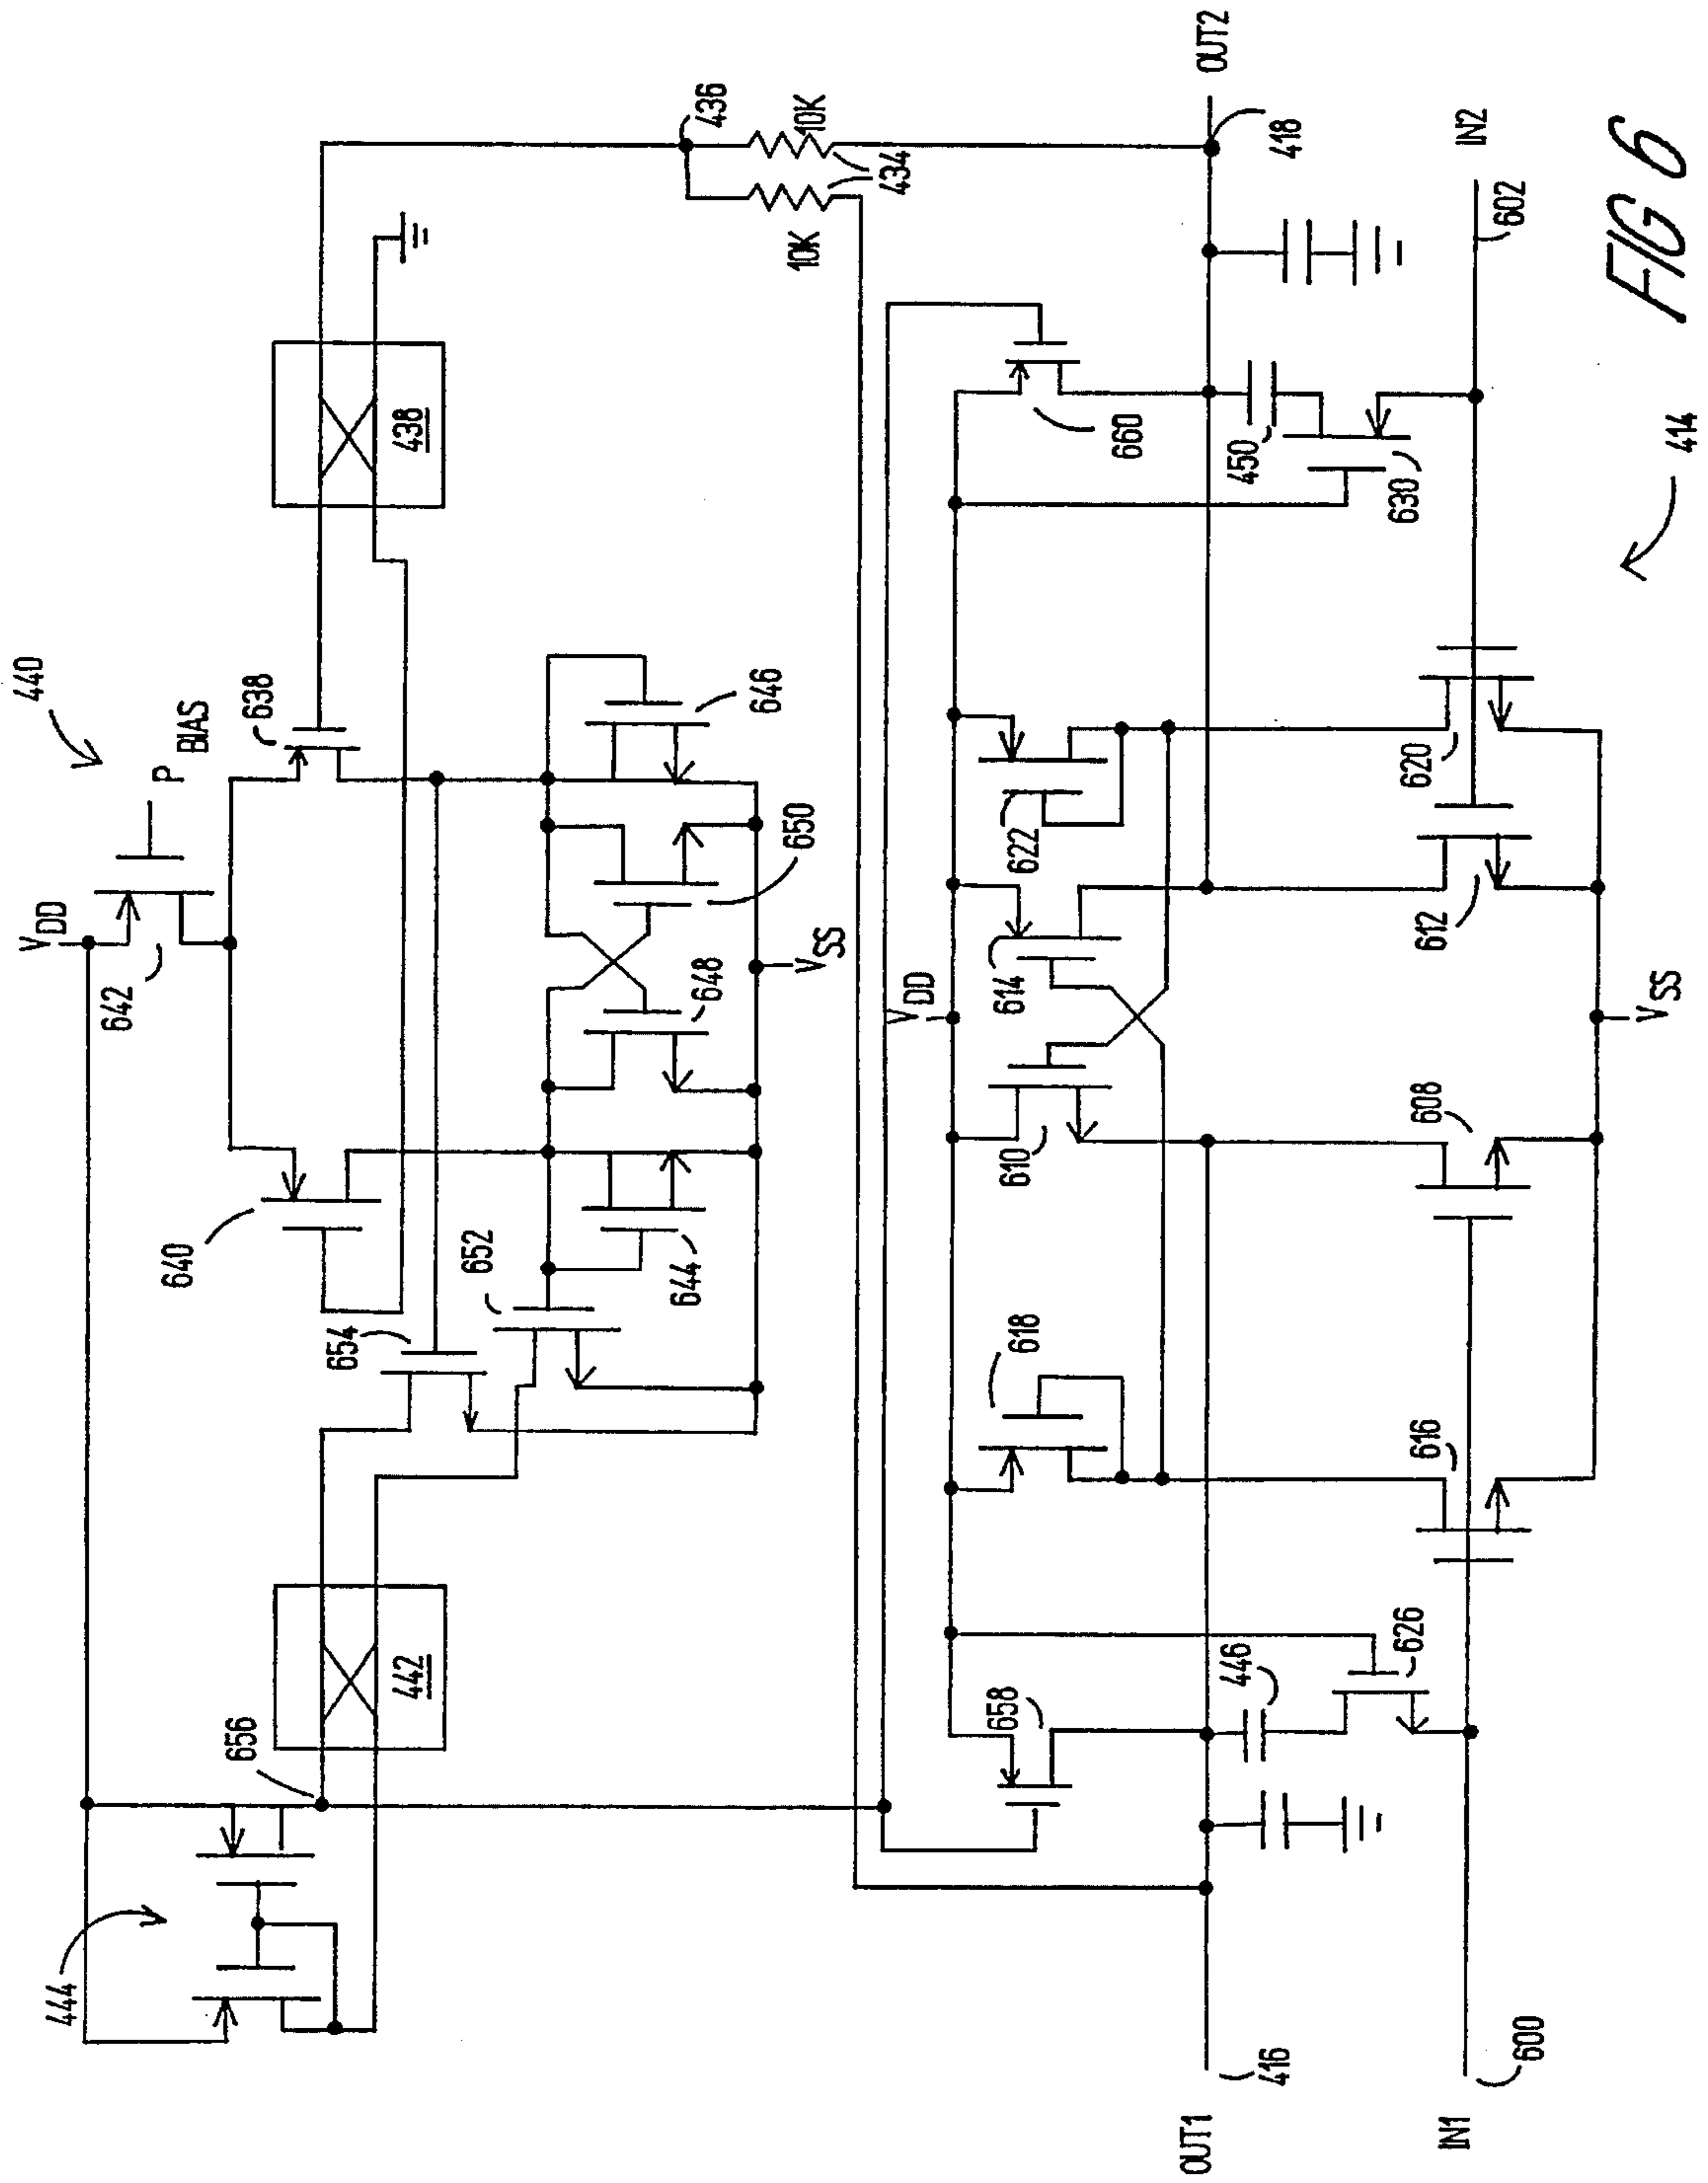 440
V DD
P BIAS
642
638
436
10K
10K
434
438
640
444
656
442
654
652
644
648
650
646
V SS
V DD
658
618
610
614
622
660
OUT2
418
446
626
616
608
612
620
450
630
602
IN2
V SS
OUT1
416
IN1
600
414
FIG 6